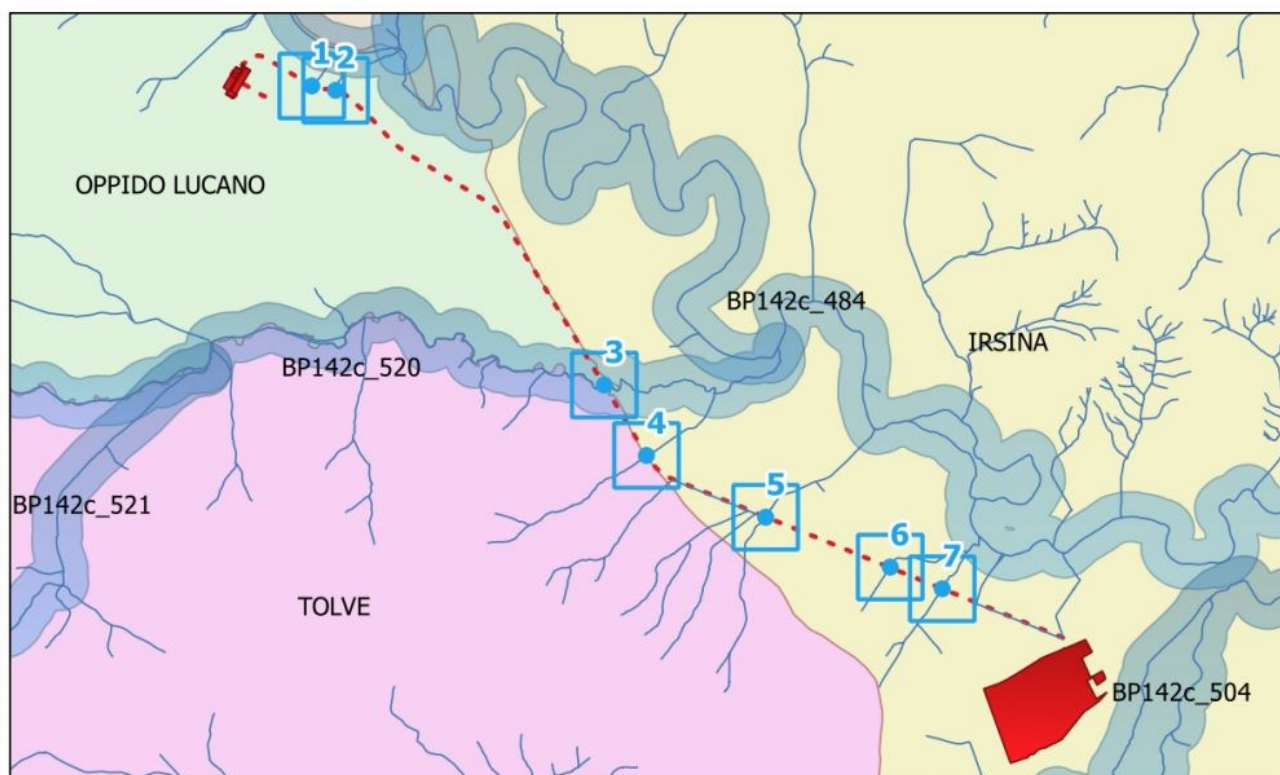 1
2
OPPIDO LUCANO
BP142c_484
IRSINA
3
BP142c_520
4
BP142c_521
5
6
7
TOLVE
BP142c_504